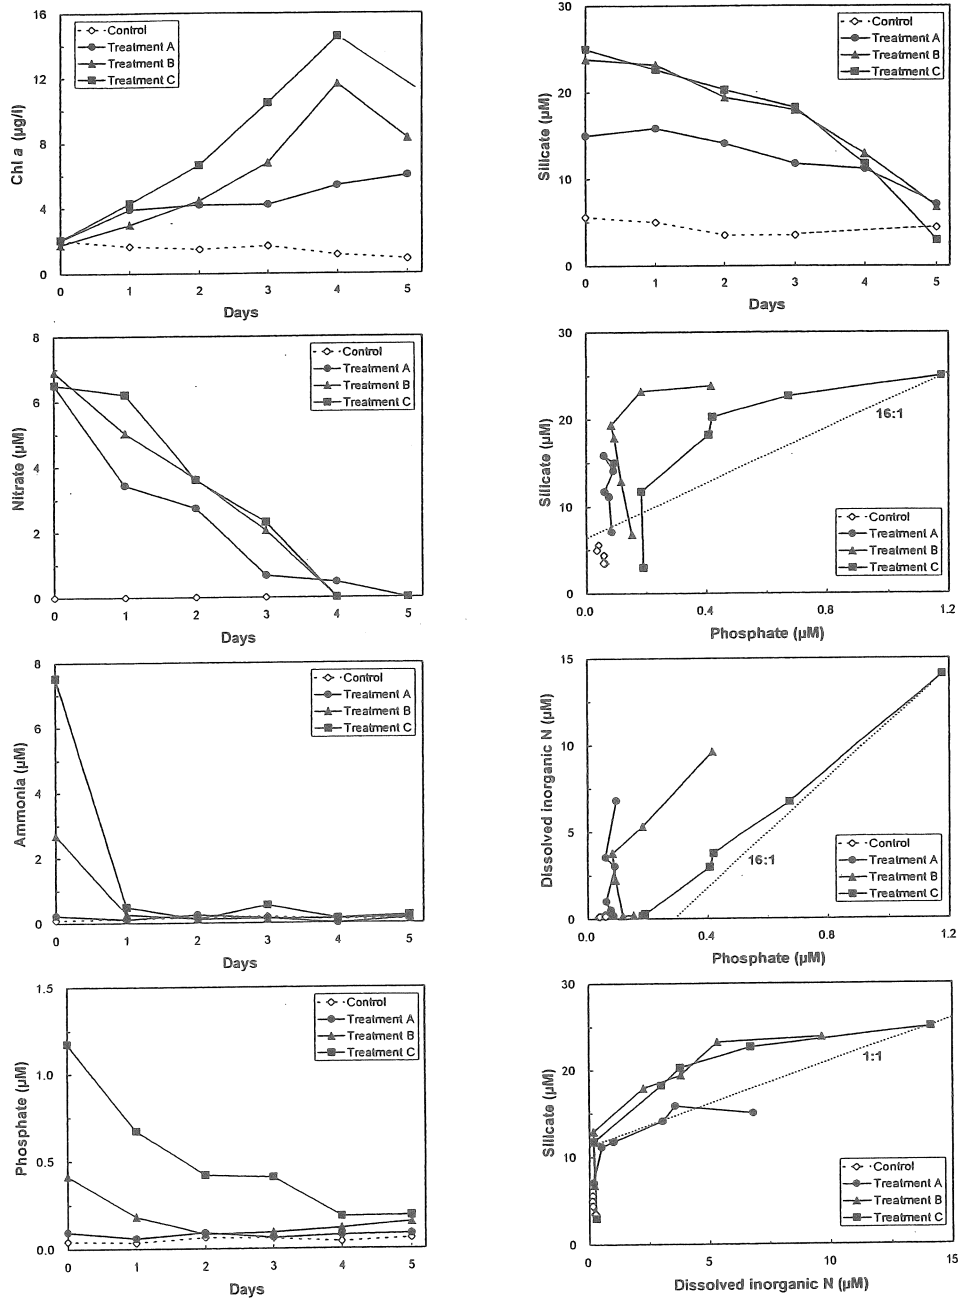 16
12
8
4
0
Chl a (µg/l)
Control
Treatment A
Treatment B
Treatment C
0 1 2 3 4 5
Days
30
20
10
0
Silicate (µM)
Control
Treatment A
Treatment B
Treatment C
0 1 2 3 4 5
Days
8
6
4
2
0
Nitrate (µM)
Control
Treatment A
Treatment B
Treatment C
0 1 2 3 4 5
Days
30
20
10
0
Silicate (µM)
16:1
Control
Treatment A
Treatment B
Treatment C
0.0 0.4 0.8 1.2
Phosphate (µM)
8
6
4
2
0
Ammonia (µM)
Control
Treatment A
Treatment B
Treatment C
0 1 2 3 4 5
Days
15
10
5
0
Dissolved inorganic N (µM)
16:1
Control
Treatment A
Treatment B
Treatment C
0.0 0.4 0.8 1.2
Phosphate (µM)
1.5
1.0
0.5
0.0
Phosphate (µM)
Control
Treatment A
Treatment B
Treatment C
0 1 2 3 4 5
Days
30
20
10
0
Silicate (µM)
1:1
Control
Treatment A
Treatment B
Treatment C
0 5 10 15
Dissolved inorganic N (µM)